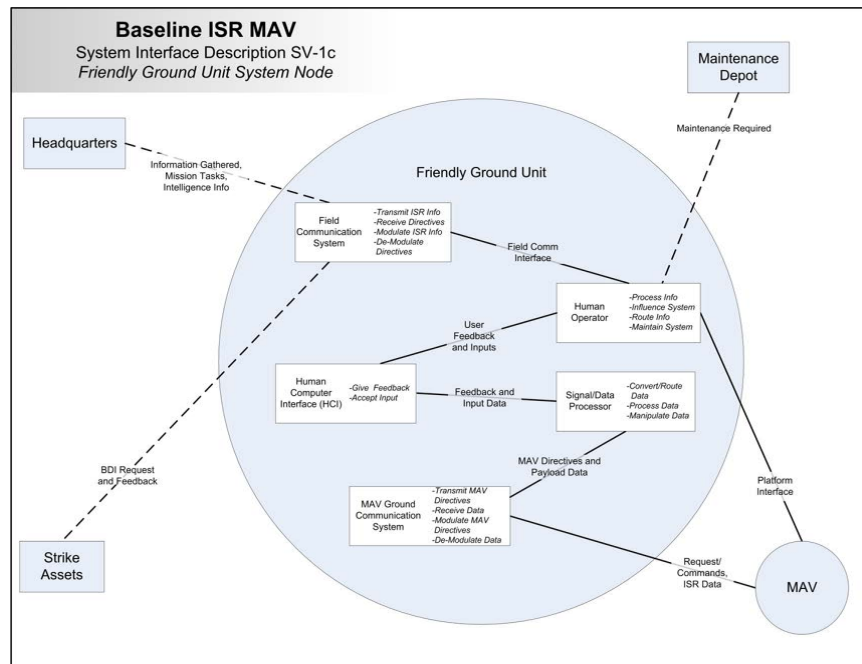 Baseline ISR MAV
System Interface Description SV-1c
Friendly Ground Unit System Node
Maintenance
Depot
Headquarters
Maintenance Required
Information Gathered,
Mission Tasks,
Intelligence Info
Friendly Ground Unit
Field
Communication
System
-Transmit ISR Info
-Receive Directives
-Modulate ISR Info
-De-Modulate
Directives
Field Comm
Interface
Human
Operator
-Process Info
-Influence System
-Route Info
-Maintain System
User
Feedback
and Inputs
Human
Computer
Interface (HCI)
-Give Feedback
-Accept Input
Feedback and
Input Data
Signal/Data
Processor
-Convert/Route
Data
-Process Data
-Manipulate Data
MAV Directives and
Payload Data
BDI Request
and Feedback
Platform
Interface
MAV Ground
Communication
System
-Transmit MAV
Directives
-Receive Data
-Modulate MAV
Directives
-De-Modulate Data
Strike
Assets
Request/
Commands,
ISR Data
MAV